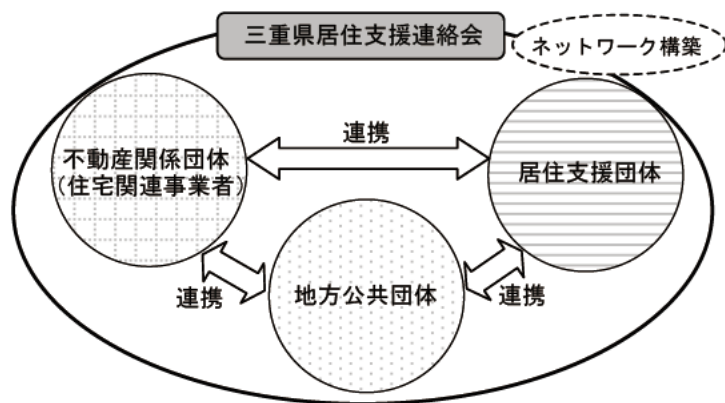 三重県居住支援連絡会
ネットワーク構築
連携
不動産関係団体
(住宅関連事業者)
居住支援団体
地方公共団体
連携
連携